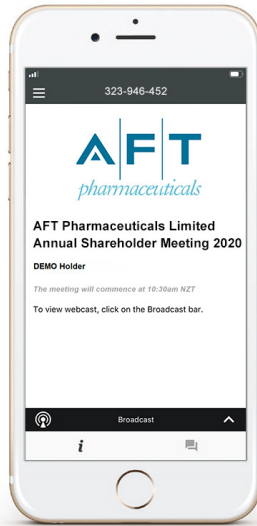 323-946-452
AFT
pharmaceuticals
AFT Pharmaceuticals Limited
Annual Shareholder Meeting 2020
DEMO Holder
The meeting will commence at 10:30am NZT
To view webcast, click on the Broadcast bar.
Broadcast
i